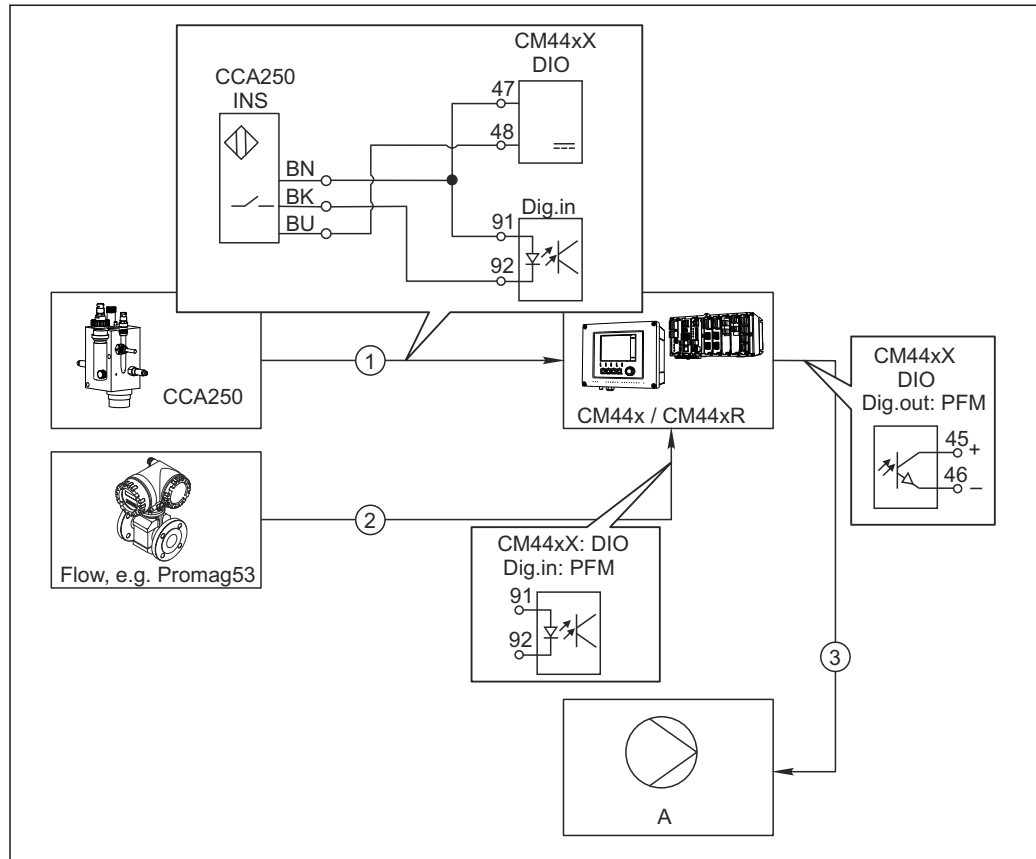 CM44xX
DIO
CCA250
INS
47
48
BN
BK
BU
Dig.in
91
92
CCA250
1
CM44x / CM44xR
CM44xX
DIO
Dig.out: PFM
45
+
46
–
Flow, e.g. Promag53
2
CM44xX: DIO
Dig.in: PFM
91
92
3
A